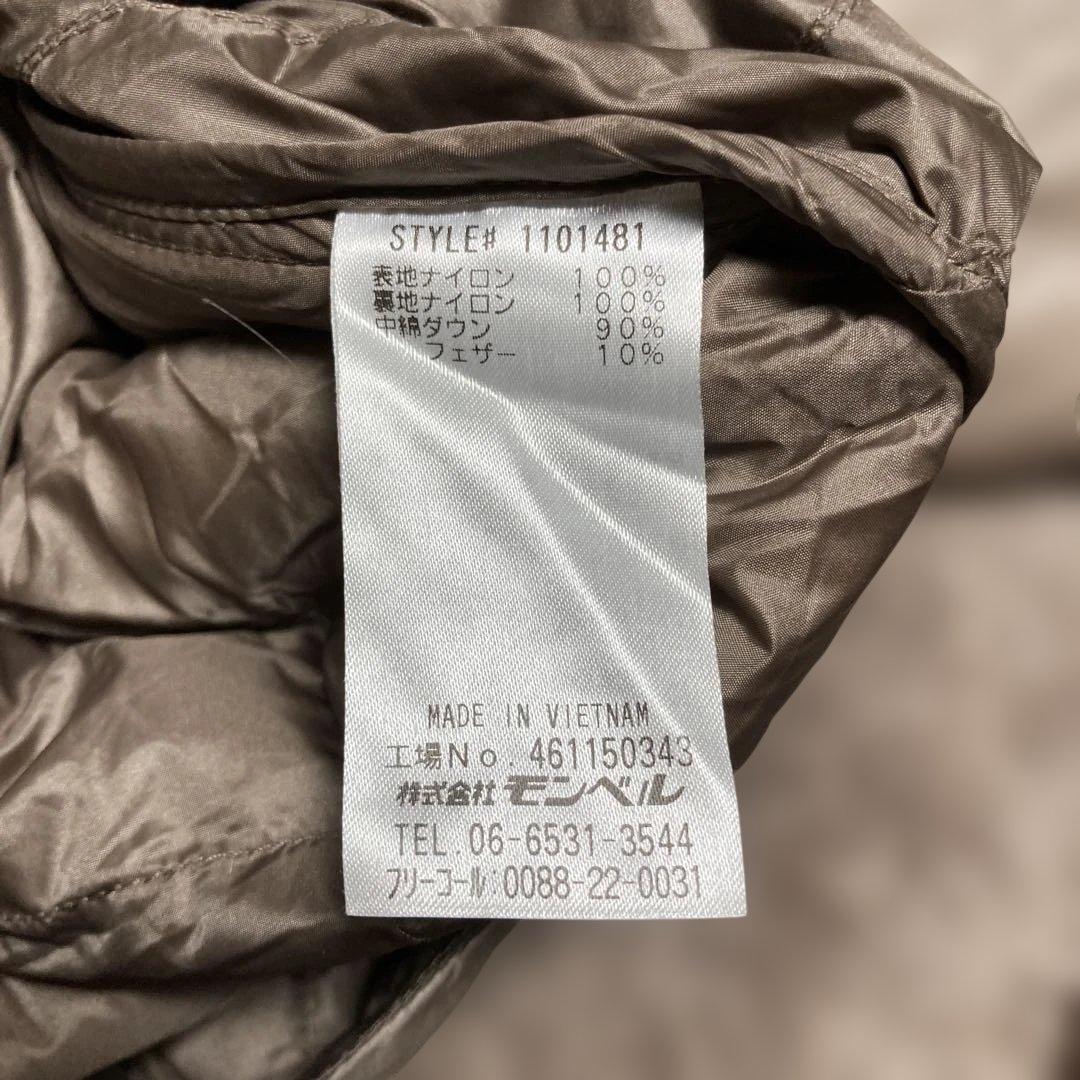 STYLE# 1101481
表地ナイロン 100%
裏地ナイロン 100%
中綿ダウン 90%
フェザー 10%
MADE IN VIETNAM
工場No. 461150343
株式会社モンベル
TEL.06-6531-3544
フリーコール:0088-22-0031